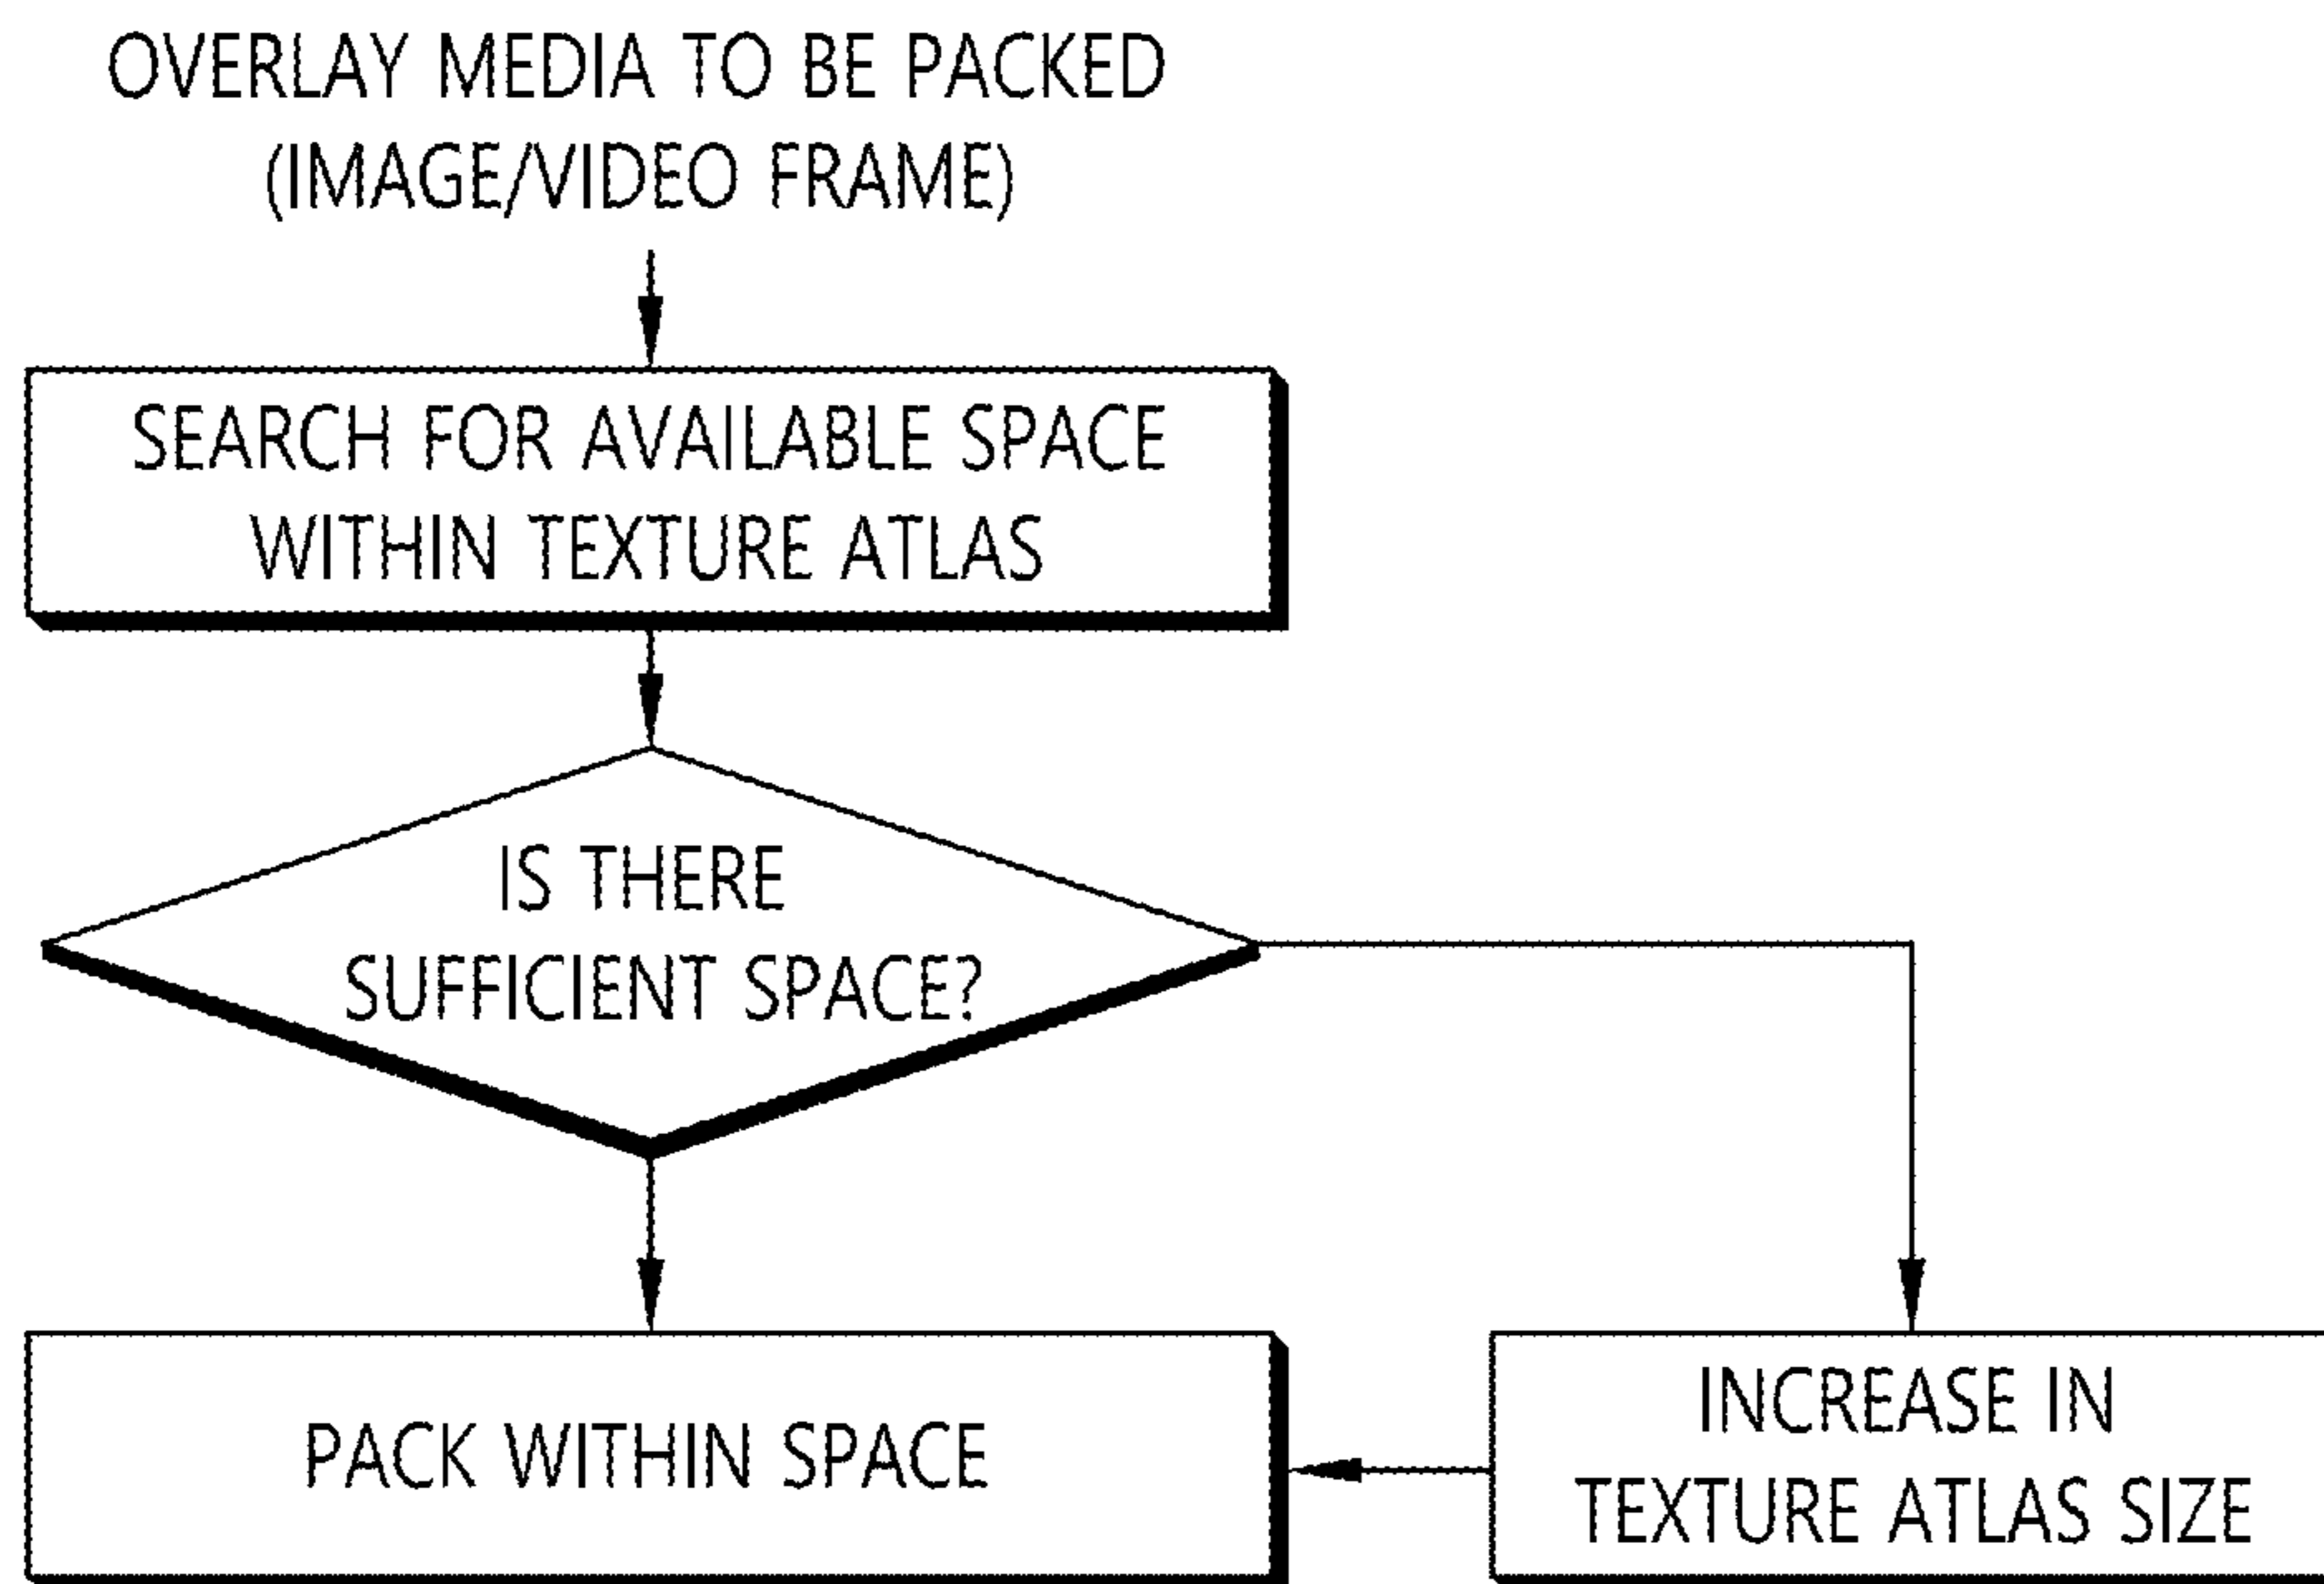 OVERLAY MEDIA TO BE PACKED
(IMAGE/VIDEO FRAME)
SEARCH FOR AVAILABLE SPACE
WITHIN TEXTURE ATLAS
IS THERE
SUFFICIENT SPACE?
PACK WITHIN SPACE
INCREASE IN
TEXTURE ATLAS SIZE